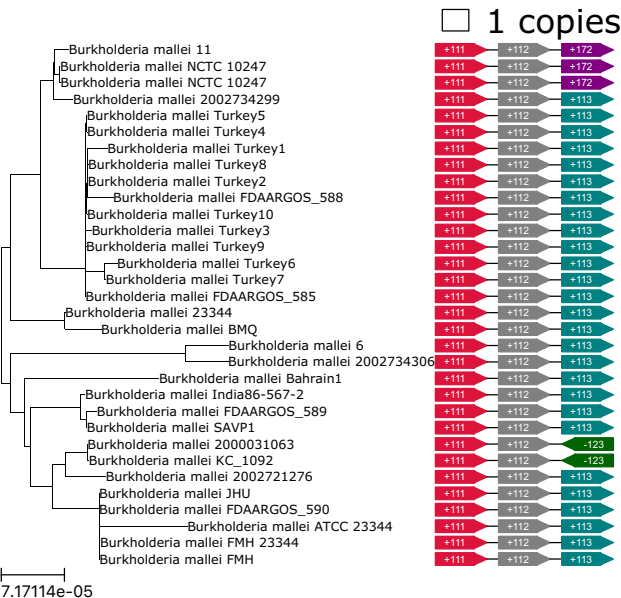 1 copies
Burkholderia mallei 11 +111 +112 +172
Burkholderia mallei NCTC 10247 +111 +112 +172
Burkholderia mallei NCTC 10247 +111 +112 +172
Burkholderia mallei 2002734299 +111 +112 +113
Burkholderia mallei Turkey5 +111 +112 +113
Burkholderia mallei Turkey4 +111 +112 +113
Burkholderia mallei Turkey1 +111 +112 +113
Burkholderia mallei Turkey8 +111 +112 +113
Burkholderia mallei Turkey2 +111 +112 +113
Burkholderia mallei FDAARGOS_588 +111 +112 +113
Burkholderia mallei Turkey10 +111 +112 +113
Burkholderia mallei Turkey3 +111 +112 +113
Burkholderia mallei Turkey9 +111 +112 +113
Burkholderia mallei Turkey6 +111 +112 +113
Burkholderia mallei Turkey7 +111 +112 +113
Burkholderia mallei FDAARGOS_585 +111 +112 +113
Burkholderia mallei 23344 +111 +112 +113
Burkholderia mallei BMQ +111 +112 +113
Burkholderia mallei 6 +111 +112 +113
Burkholderia mallei 2002734306 +111 +112 +113
Burkholderia mallei Bahrain1 +111 +112 +113
Burkholderia mallei India86-567-2 +111 +112 +113
Burkholderia mallei FDAARGOS_589 +111 +112 +113
Burkholderia mallei SAVP1 +111 +112 +113
Burkholderia mallei 2000031063 +111 +112 -123
Burkholderia mallei KC_1092 +111 +112 -123
Burkholderia mallei 2002721276 +111 +112 +113
Burkholderia mallei JHU +111 +112 +113
Burkholderia mallei FDAARGOS_590 +111 +112 +113
Burkholderia mallei ATCC 23344 +111 +112 +113
Burkholderia mallei FMH 23344 +111 +112 +113
Burkholderia mallei FMH +111 +112 +113
7.17114e-05